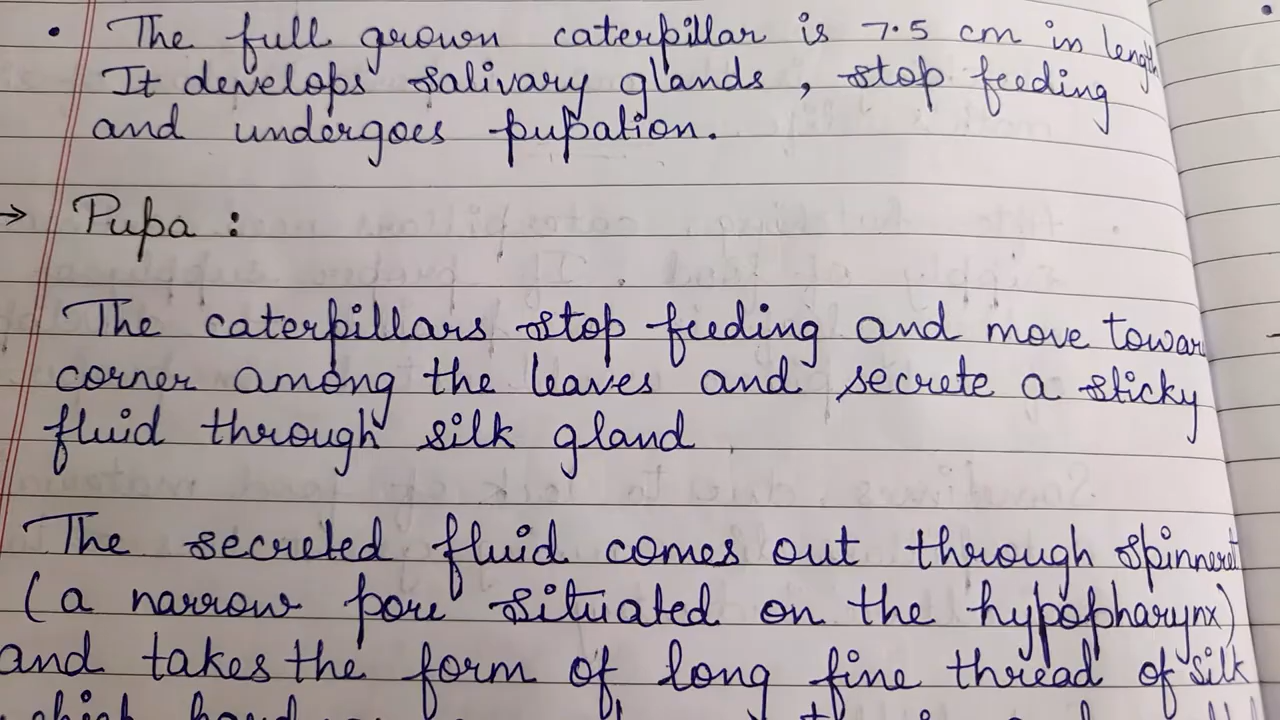 • The full grown caterpillar is 7.5 cm in length
It develops salivary glands, stop feeding
and undergoes pupation.
→ Pupa :
The caterpillars stop feeding and move towar
corner among the leaves and secrete a sticky
fluid through silk gland
The secreted fluid comes out through spinneret
(a narrow pore situated on the hypopharynx)
and takes the form of long fine thread of silk